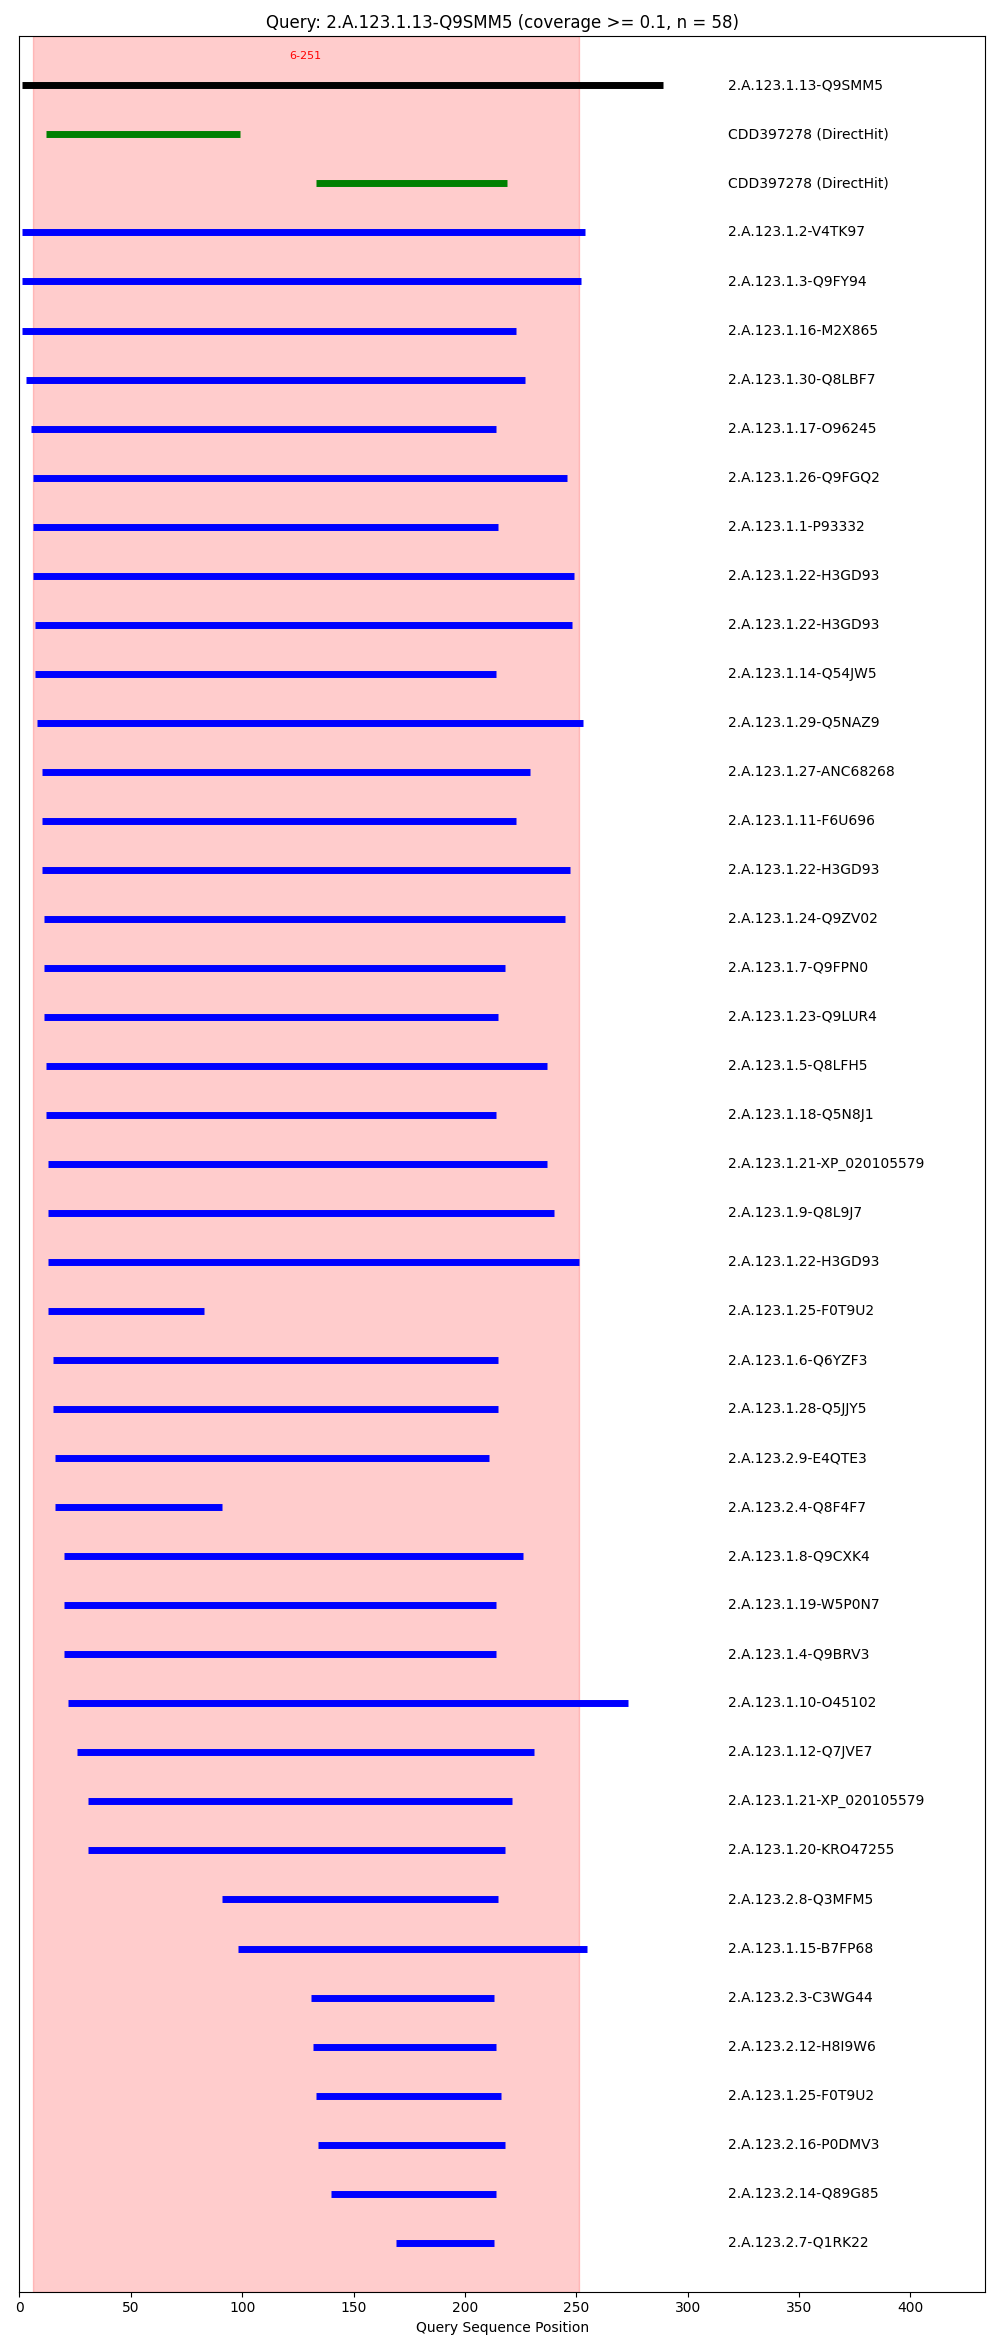 Query: 2.A.123.1.13-Q9SMM5 (coverage >= 0.1, n = 58)
6-251
2.A.123.1.13-Q9SMM5
CDD397278 (DirectHit)
CDD397278 (DirectHit)
2.A.123.1.2-V4TK97
2.A.123.1.3-Q9FY94
2.A.123.1.16-M2X865
2.A.123.1.30-Q8LBF7
2.A.123.1.17-O96245
2.A.123.1.26-Q9FGQ2
2.A.123.1.1-P93332
2.A.123.1.22-H3GD93
2.A.123.1.22-H3GD93
2.A.123.1.14-Q54JW5
2.A.123.1.29-Q5NAZ9
2.A.123.1.27-ANC68268
2.A.123.1.11-F6U696
2.A.123.1.22-H3GD93
2.A.123.1.24-Q9ZV02
2.A.123.1.7-Q9FPN0
2.A.123.1.23-Q9LUR4
2.A.123.1.5-Q8LFH5
2.A.123.1.18-Q5N8J1
2.A.123.1.21-XP_020105579
2.A.123.1.9-Q8L9J7
2.A.123.1.22-H3GD93
2.A.123.1.25-F0T9U2
2.A.123.1.6-Q6YZF3
2.A.123.1.28-Q5JJY5
2.A.123.2.9-E4QTE3
2.A.123.2.4-Q8F4F7
2.A.123.1.8-Q9CXK4
2.A.123.1.19-W5P0N7
2.A.123.1.4-Q9BRV3
2.A.123.1.10-O45102
2.A.123.1.12-Q7JVE7
2.A.123.1.21-XP_020105579
2.A.123.1.20-KRO47255
2.A.123.2.8-Q3MFM5
2.A.123.1.15-B7FP68
2.A.123.2.3-C3WG44
2.A.123.2.12-H8I9W6
2.A.123.1.25-F0T9U2
2.A.123.2.16-P0DMV3
2.A.123.2.14-Q89G85
2.A.123.2.7-Q1RK22
0 50 100 150 200 250 300 350 400
Query Sequence Position